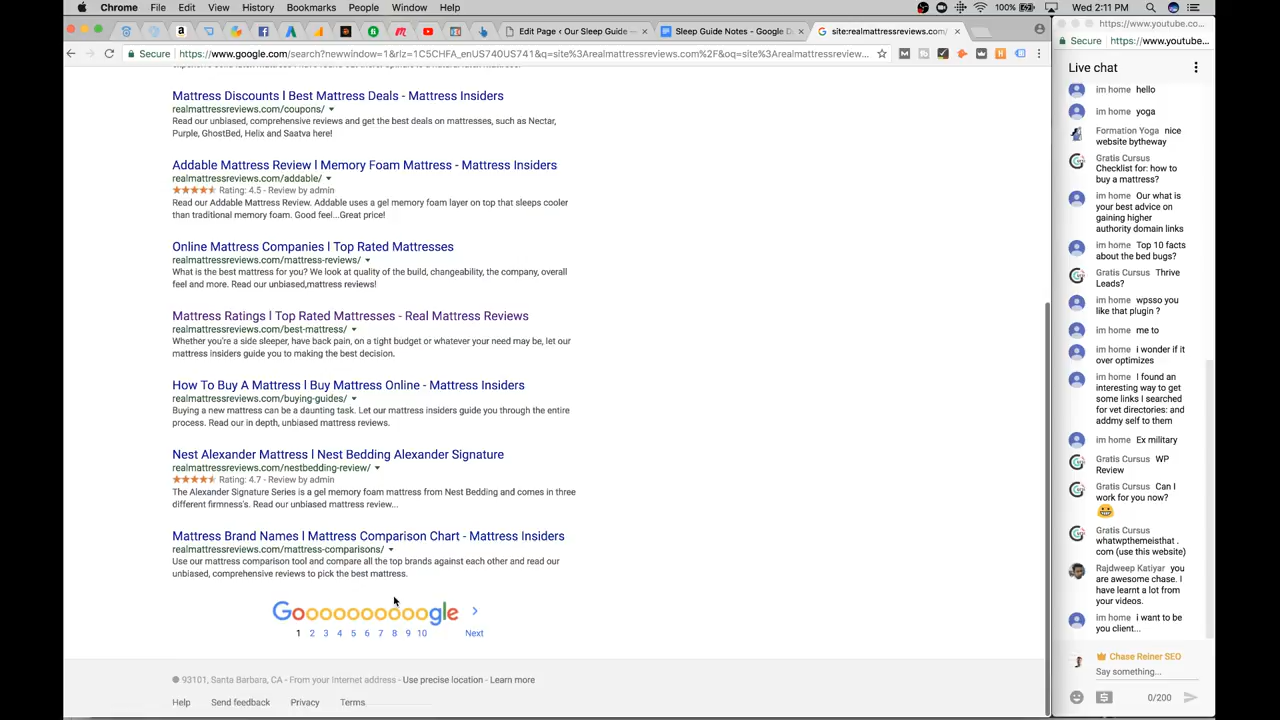 Chrome File Edit View History Bookmarks People Window Help
100% Wed 2:11 PM
Edit Page ‹ Our Sleep Guide —
Sleep Guide Notes - Google D
site:realmattressreviews.com/
Secure https://www.google.com/search?newwindow=1&rlz=1C5CHFA_enUS740US741&q=site%3Arealmattressreviews.com%2F&oq=site%3Arealmattressreview...
Mattress Discounts l Best Mattress Deals - Mattress Insiders
realmattressreviews.com/coupons/
Read our unbiased, comprehensive reviews and get the best deals on mattresses, such as Nectar,
Purple, GhostBed, Helix and Saatva here!
Addable Mattress Review l Memory Foam Mattress - Mattress Insiders
realmattressreviews.com/addable/
Rating: 4.5 - Review by admin
Read our Addable Mattress Review. Addable uses a gel memory foam layer on top that sleeps cooler
than traditional memory foam. Good feel...Great price!
Online Mattress Companies l Top Rated Mattresses
realmattressreviews.com/mattress-reviews/
What is the best mattress for you? We look at quality of the build, changeability, the company, overall
feel and more. Read our unbiased,mattress reviews!
Mattress Ratings l Top Rated Mattresses - Real Mattress Reviews
realmattressreviews.com/best-mattress/
Whether you're a side sleeper, have back pain, on a tight budget or whatever your need may be, let our
mattress insiders guide you to making the best decision.
How To Buy A Mattress l Buy Mattress Online - Mattress Insiders
realmattressreviews.com/buying-guides/
Buying a new mattress can be a daunting task. Let our mattress insiders guide you through the entire
process. Read our in depth, unbiased mattress reviews.
Nest Alexander Mattress l Nest Bedding Alexander Signature
realmattressreviews.com/nestbedding-review/
Rating: 4.7 - Review by admin
The Alexander Signature Series is a gel memory foam mattress from Nest Bedding and comes in three
different firmness's. Read our unbiased mattress review...
Mattress Brand Names l Mattress Comparison Chart - Mattress Insiders
realmattressreviews.com/mattress-comparisons/
Use our mattress comparison tool and compare all the top brands against each other and read our
unbiased, comprehensive reviews to pick the best mattress.
Goooooooooogle
1 2 3 4 5 6 7 8 9 10 Next
93101, Santa Barbara, CA - From your Internet address - Use precise location - Learn more
Help Send feedback Privacy Terms
https://www.youtube.co...
Secure https://www.youtube...
Live chat
im home hello
im home yoga
Formation Yoga nice
website bytheway
Gratis Cursus
Checklist for: how to
buy a mattress?
im home Our what is
your best advice on
gaining higher
authority domain links
im home Top 10 facts
about the bed bugs?
Gratis Cursus Thrive
Leads?
im home wpsso you
like that plugin ?
im home me to
im home i wonder if it
over optimizes
im home I found an
interesting way to get
some links I searched
for vet directories: and
addmy self to them
im home Ex military
Gratis Cursus WP
Review
Gratis Cursus Can I
work for you now?
Gratis Cursus
whatwpthemeisthat .
com (use this website)
Rajdweep Katiyar you
are awesome chase. I
have learnt a lot from
your videos.
im home i want to be
you client...
Chase Reiner SEO
Say something...
0/200